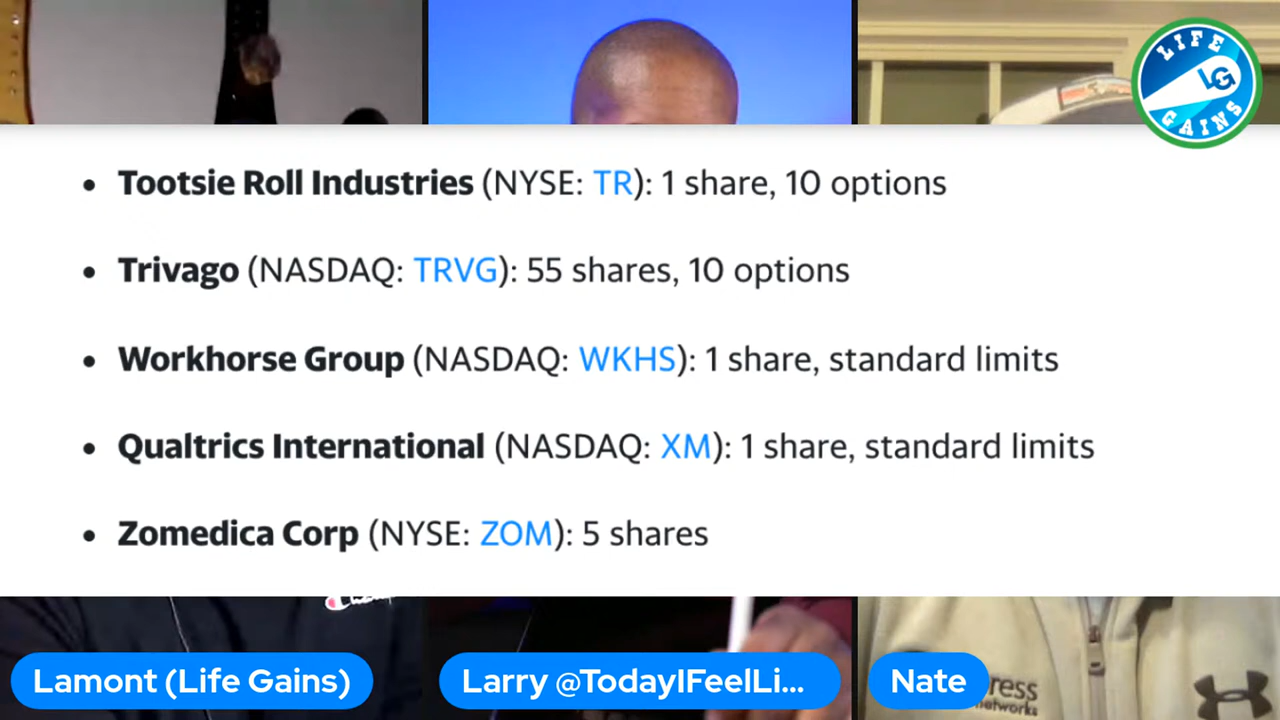 LIFE
LG
GAINS
Tootsie Roll Industries (NYSE: TR): 1 share, 10 options
Trivago (NASDAQ: TRVG): 55 shares, 10 options
Workhorse Group (NASDAQ: WKHS): 1 share, standard limits
Qualtrics International (NASDAQ: XM): 1 share, standard limits
Zomedica Corp (NYSE: ZOM): 5 shares
Lamont (Life Gains)
Larry @TodayIFeelLi...
Nate
ress
networks